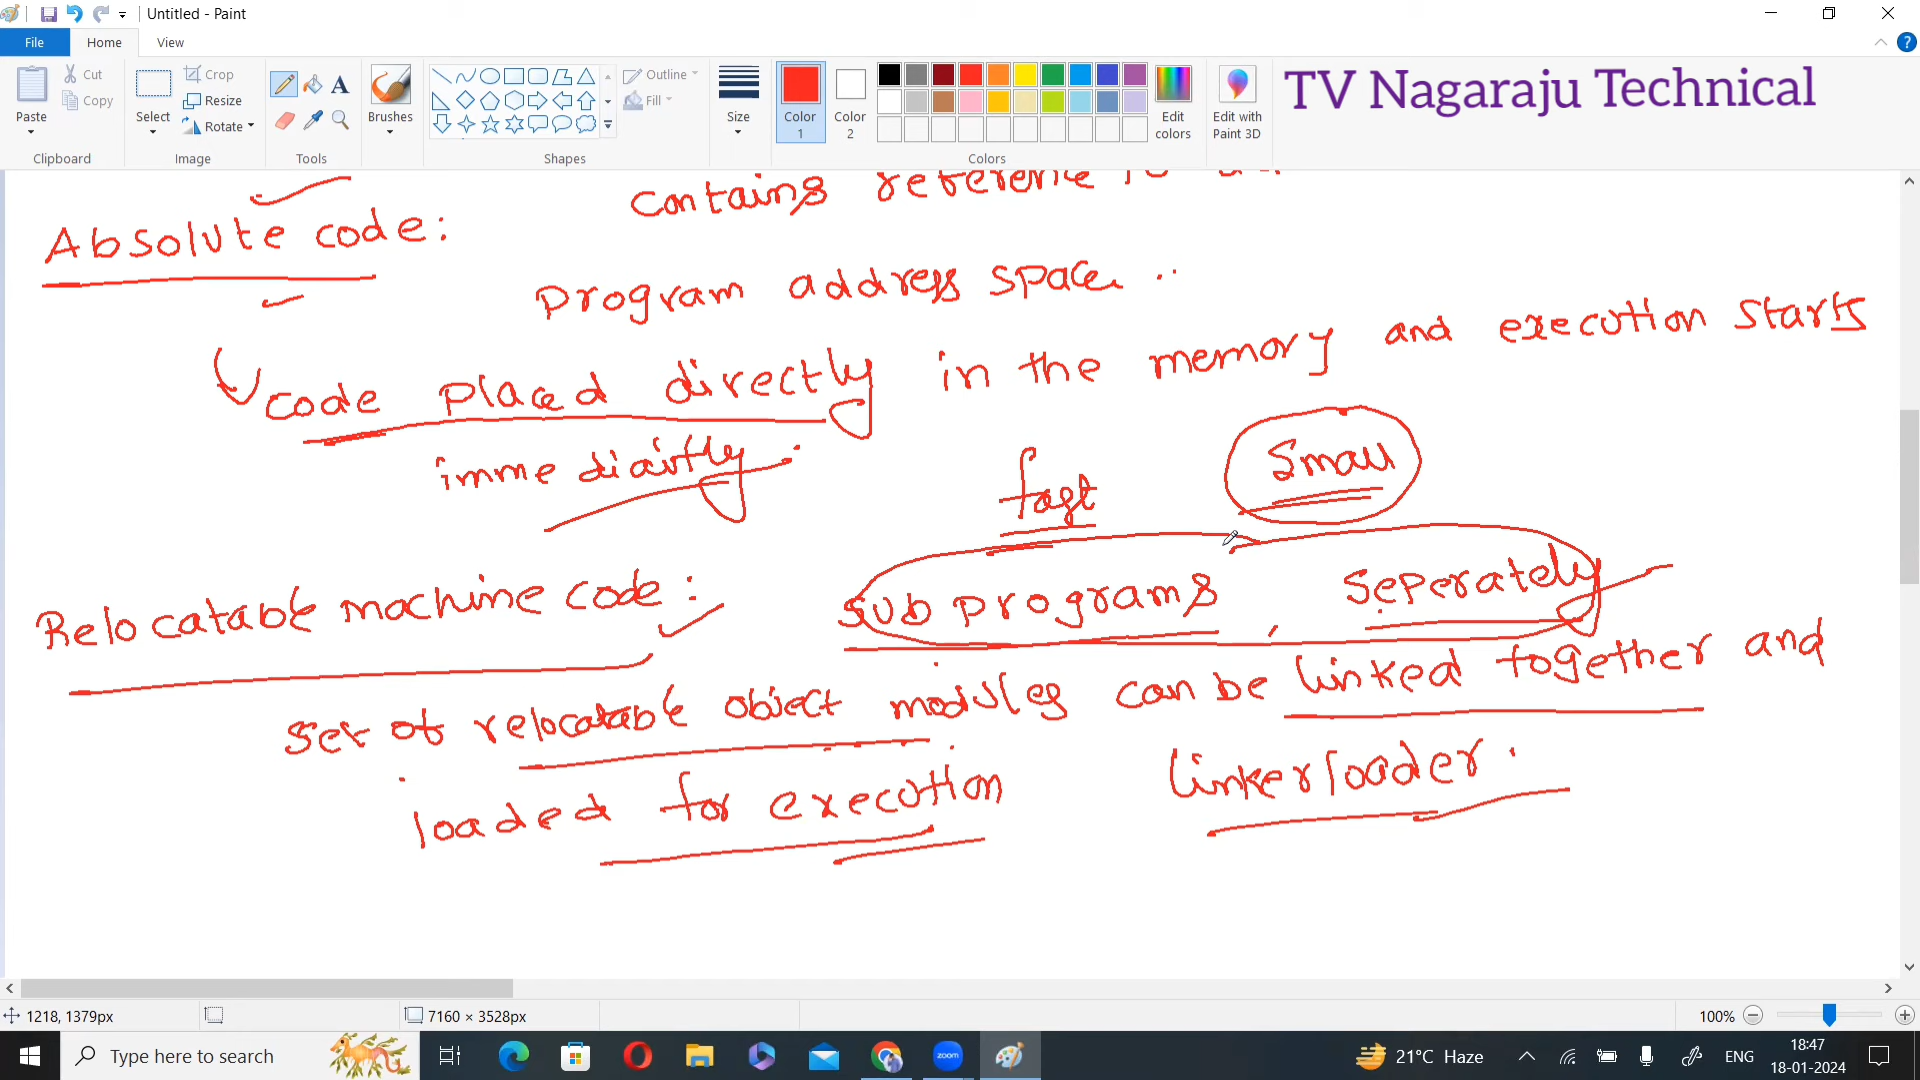 Untitled - Paint
File Home View
Cut
Copy
Paste
Clipboard
Select
Crop
Resize
Rotate
Image
Tools
Brushes
Outline
Fill
Shapes
Size
Color 1
Color 2
Edit colors
Colors
Edit with Paint 3D
TV Nagaraju Technical
contains reference to
Absolute code:
program address space..
code placed directly in the memory and execution starts
immediaitly.
fast small
Relocatable machine code: sub programs, seperately
set of relocatable object modules can be linked together and
loaded for execution linkerloader.
1218, 1379px
7160 × 3528px
100%
Type here to search
zoom
21°C Haze
ENG
18:47
18-01-2024